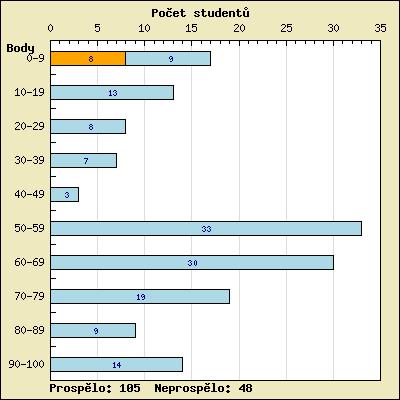 Počet studentů
0 5 10 15 20 25 30 35
Body
0-9 8 9
10-19 13
20-29 8
30-39 7
40-49 3
50-59 33
60-69 30
70-79 19
80-89 9
90-100 14
Prospělo: 105 Neprospělo: 48